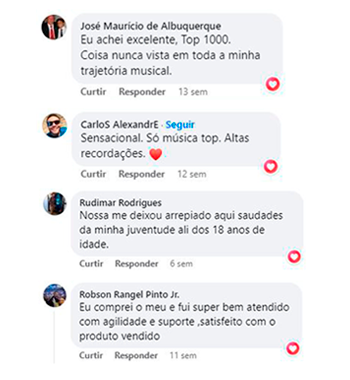 José Maurício de Albuquerque
Eu achei excelente, Top 1000.
Coisa nunca vista em toda a minha
trajetória musical.
Curtir Responder 13 sem
CarloS AlexandrE · Seguir
Sensacional. Só música top. Altas
recordações. ❤️
Curtir Responder 12 sem
Rudimar Rodrigues
Nossa me deixou arrepiado aqui saudades
da minha juventude ali dos 18 anos de
idade.
Curtir Responder 6 sem
Robson Rangel Pinto Jr.
Eu comprei o meu e fui super bem atendido
com agilidade e suporte ,satisfeito com o
produto vendido
Curtir Responder 11 sem